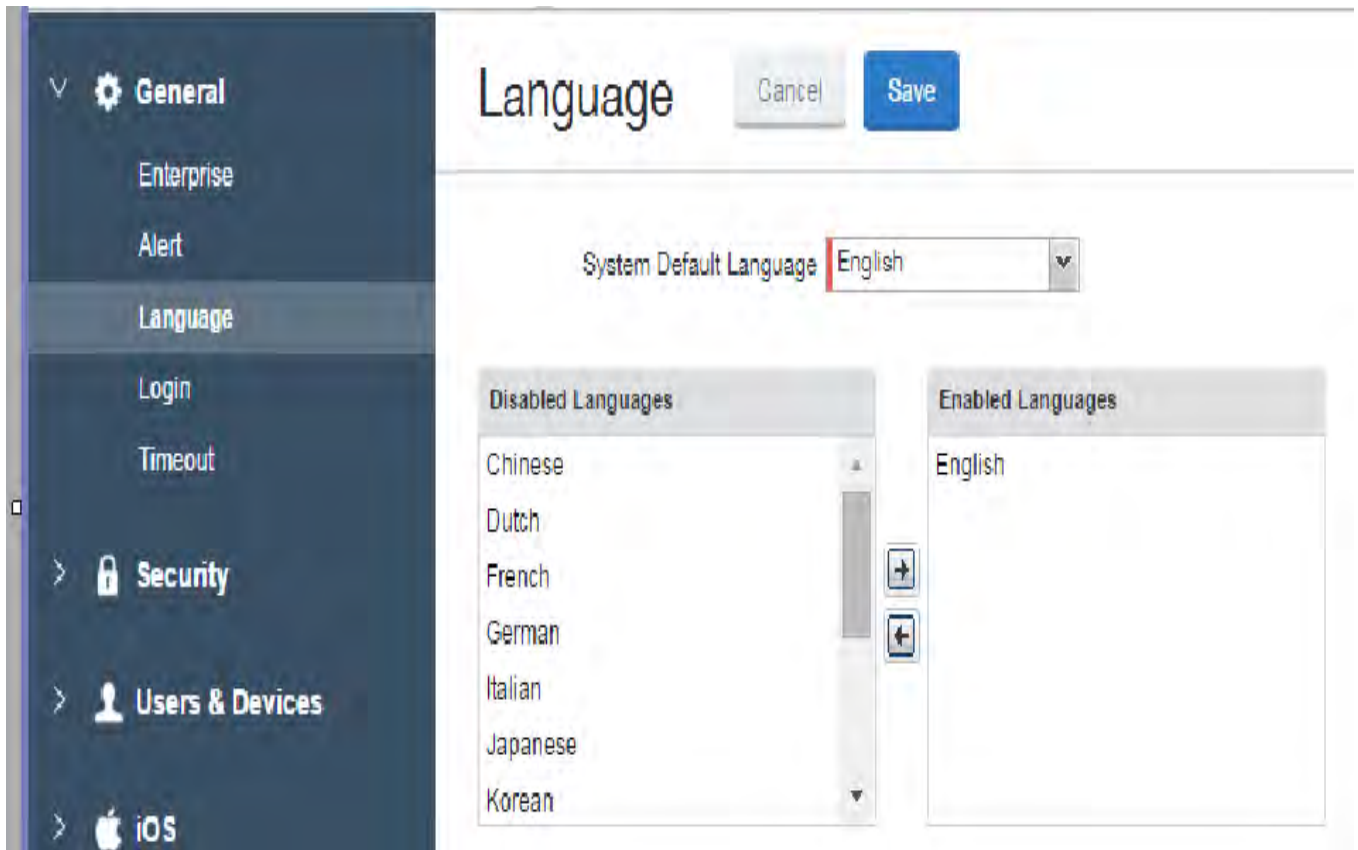 General
Enterprise
Alert
Language
Login
Timeout
Security
Users & Devices
iOS
Language
Cancel
Save
System Default Language
English
Disabled Languages
Chinese
Dutch
French
German
Italian
Japanese
Korean
Enabled Languages
English